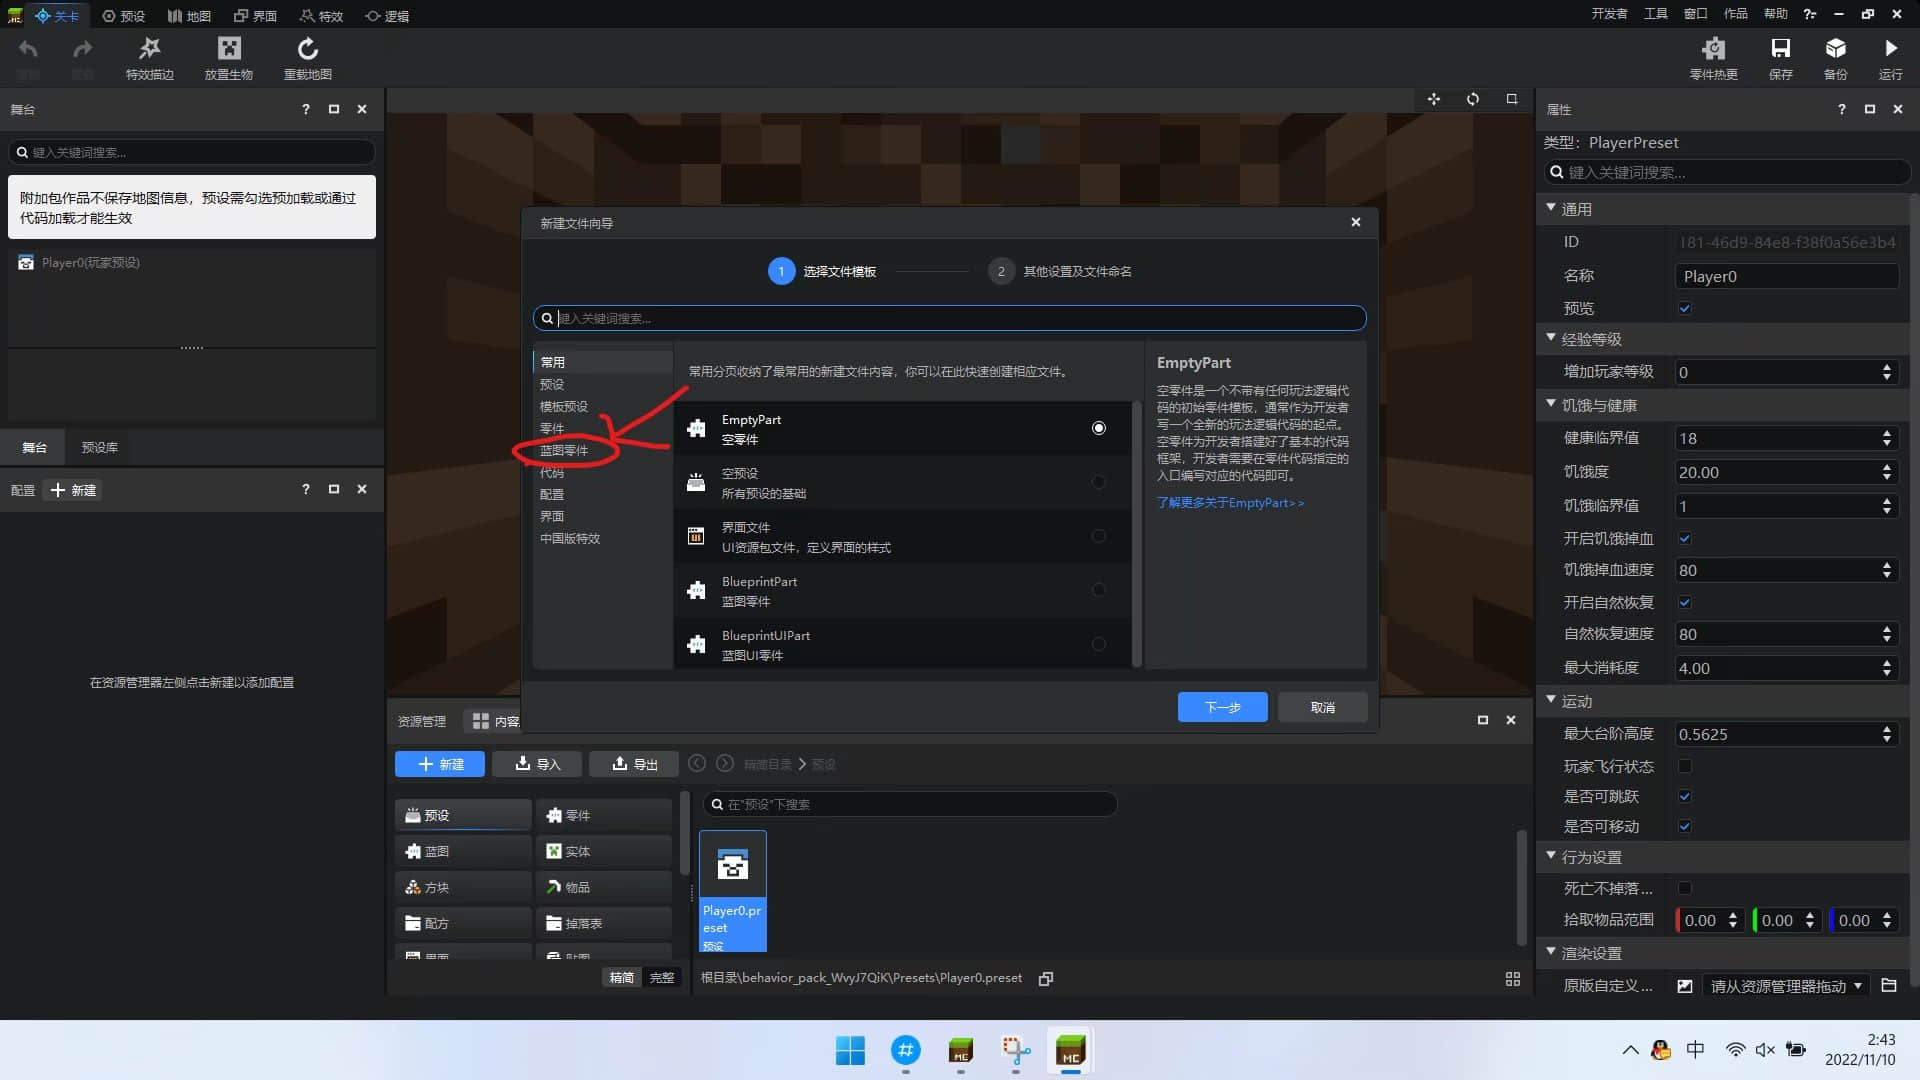 关卡 预设 地图 界面 特效 逻辑 开发者 工具 窗口 作品 帮助
特效描边 放置生物 重载地图 零件热更 保存 备份 运行
舞台
键入关键词搜索...
附加包作品不保存地图信息，预设需勾选预加载或通过
代码加载才能生效
Player0(玩家预设)
舞台 预设库
配置 新建
在资源管理器左侧点击新建以添加配置
新建文件向导
1 选择文件模板 2 其他设置及文件命名
键入关键词搜索...
常用
预设
模板预设
零件
蓝图零件
代码
配置
界面
中国版特效
常用分页收纳了最常用的新建文件内容，你可以在此快速创建相应文件。
EmptyPart
空零件
空预设
所有预设的基础
界面文件
UI资源包文件，定义界面的样式
BlueprintPart
蓝图零件
BlueprintUIPart
蓝图UI零件
EmptyPart
空零件是一个不带有任何玩法逻辑代
码的初始零件模板，通常作为开发者
写一个全新的玩法逻辑代码的起点。
空零件为开发者搭建好了基本的代码
框架，开发者需要在零件代码指定的
入口编写对应的代码即可。
了解更多关于EmptyPart>>
下一步 取消
资源管理 内容
新建 导入 导出 精简目录 预设
预设 零件
蓝图 实体
方块 物品
配方 掉落表
界面 贴图
精简 完整
在"预设"下搜索
Player0.pr
eset
预设
根目录\behavior_pack_WvyJ7QiK\Presets\Player0.preset
属性
类型：PlayerPreset
键入关键词搜索...
通用
ID 181-46d9-84e8-f38f0a56e3b4
名称 Player0
预览
经验等级
增加玩家等级 0
饥饿与健康
健康临界值 18
饥饿度 20.00
饥饿临界值 1
开启饥饿掉血
饥饿掉血速度 80
开启自然恢复
自然恢复速度 80
最大消耗度 4.00
运动
最大台阶高度 0.5625
玩家飞行状态
是否可跳跃
是否可移动
行为设置
死亡不掉落...
拾取物品范围 0.00 0.00 0.00
渲染设置
原版自定义... 请从资源管理器拖动
MC MC 中 2:43
2022/11/10